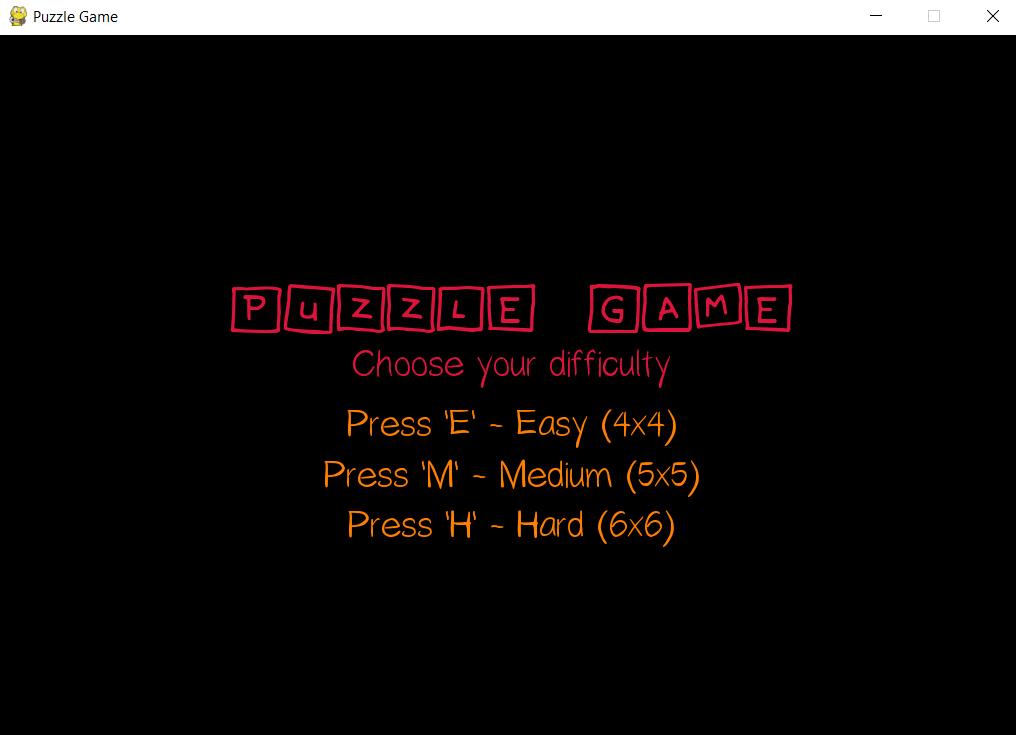 Puzzle Game
PUZZLE GAME
Choose your difficulty
Press 'E' - Easy (4x4)
Press 'M' - Medium (5x5)
Press 'H' - Hard (6x6)